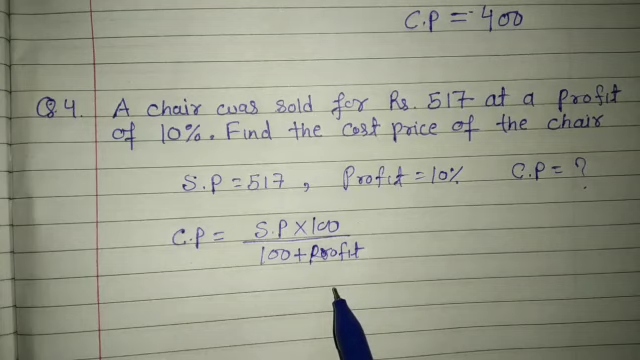 C.P = 400
Q.4. A chair was sold for Rs. 517 at a profit
of 10%. Find the cost price of the chair
S.P = 517, Profit = 10% C.P = ?
C.P = S.P × 100
100 + Profit